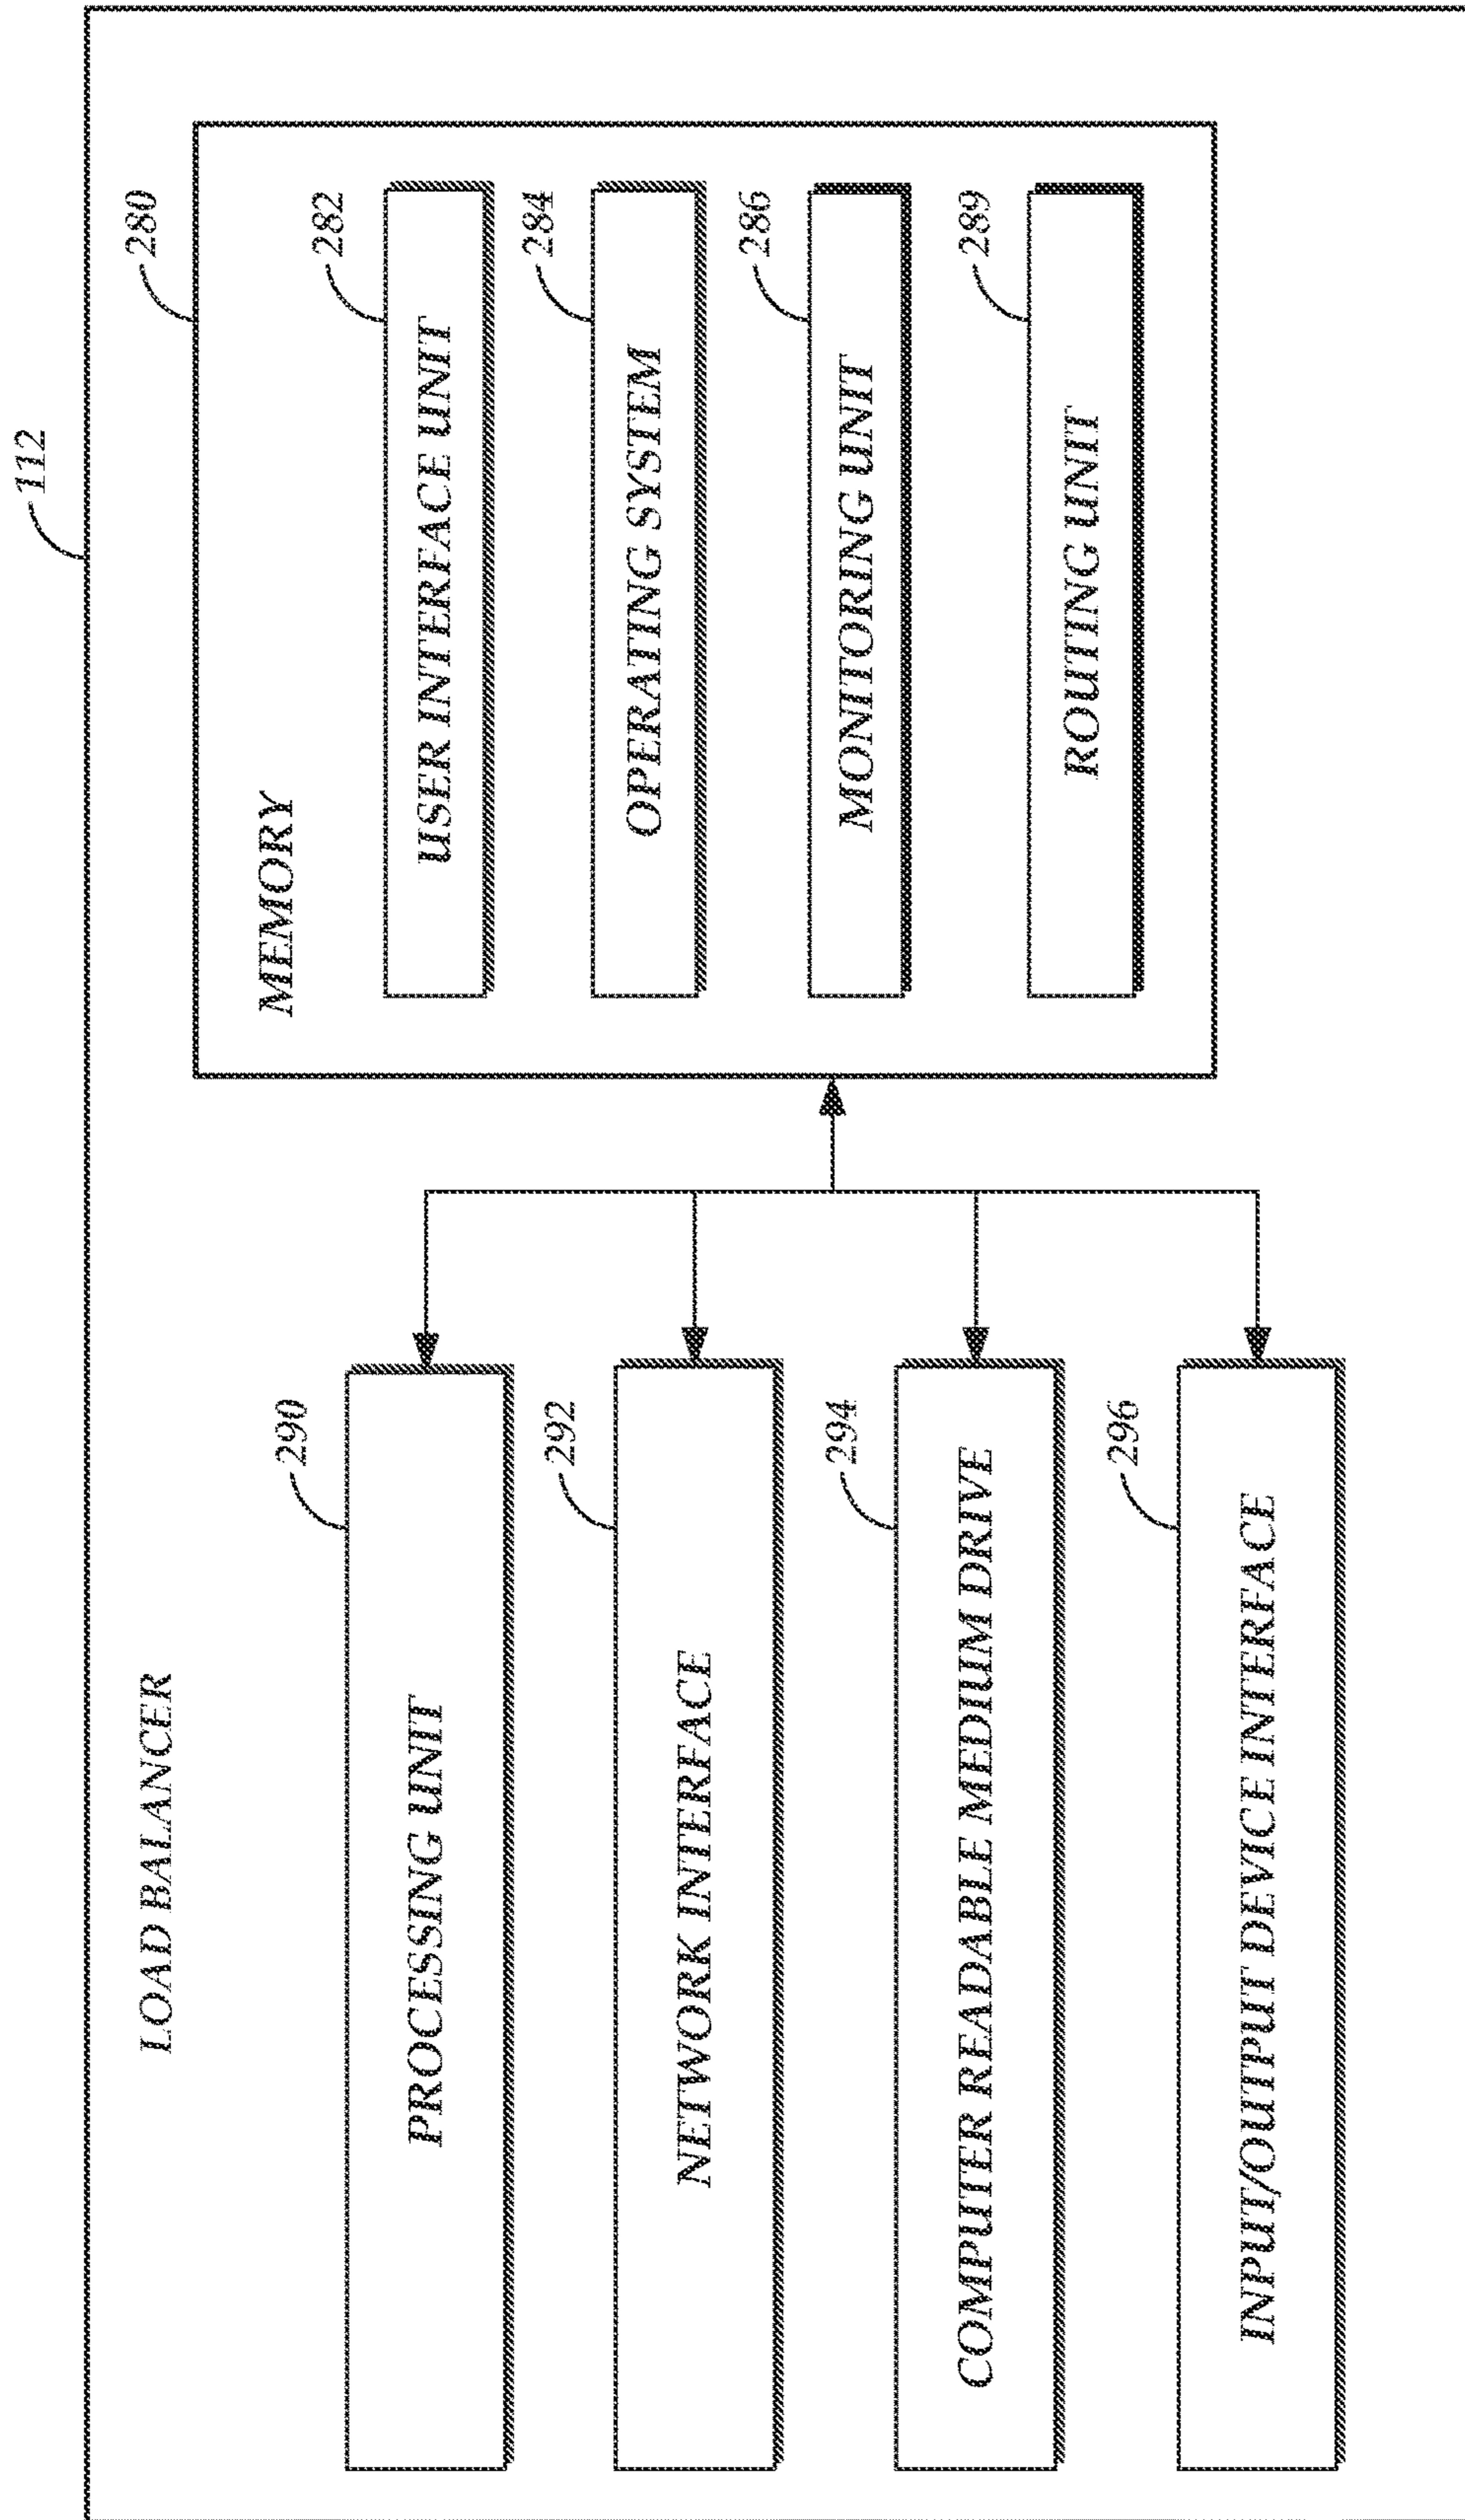 112
LOAD BALANCER
290
PROCESSING UNIT
292
NETWORK INTERFACE
294
COMPUTER READABLE MEDIUM DRIVE
296
INPUT/OUTPUT DEVICE INTERFACE
280
MEMORY
282
USER INTERFACE UNIT
284
OPERATING SYSTEM
286
MONITORING UNIT
289
ROUTING UNIT